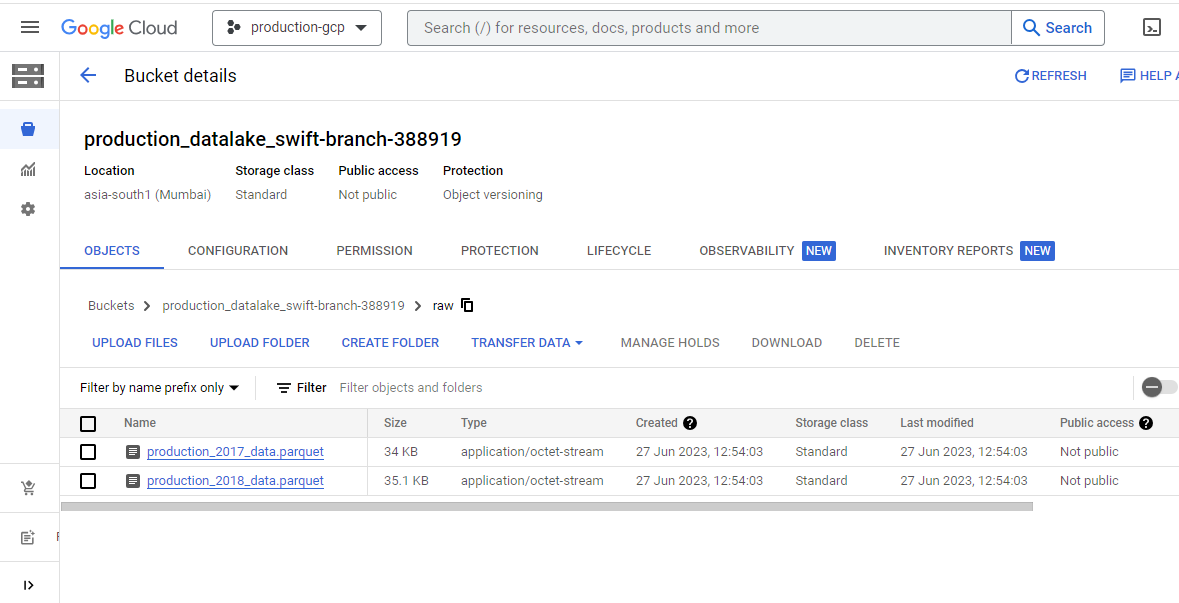 Google Cloud production-gcp Search (/) for resources, docs, products and more Search
Bucket details REFRESH HELP A
production_datalake_swift-branch-388919
Location Storage class Public access Protection
asia-south1 (Mumbai) Standard Not public Object versioning
OBJECTS CONFIGURATION PERMISSION PROTECTION LIFECYCLE OBSERVABILITY NEW INVENTORY REPORTS NEW
Buckets production_datalake_swift-branch-388919 raw
UPLOAD FILES UPLOAD FOLDER CREATE FOLDER TRANSFER DATA MANAGE HOLDS DOWNLOAD DELETE
Filter by name prefix only Filter Filter objects and folders
Name Size Type Created Storage class Last modified Public access
production_2017_data.parquet 34 KB application/octet-stream 27 Jun 2023, 12:54:03 Standard 27 Jun 2023, 12:54:03 Not public
production_2018_data.parquet 35.1 KB application/octet-stream 27 Jun 2023, 12:54:03 Standard 27 Jun 2023, 12:54:03 Not public